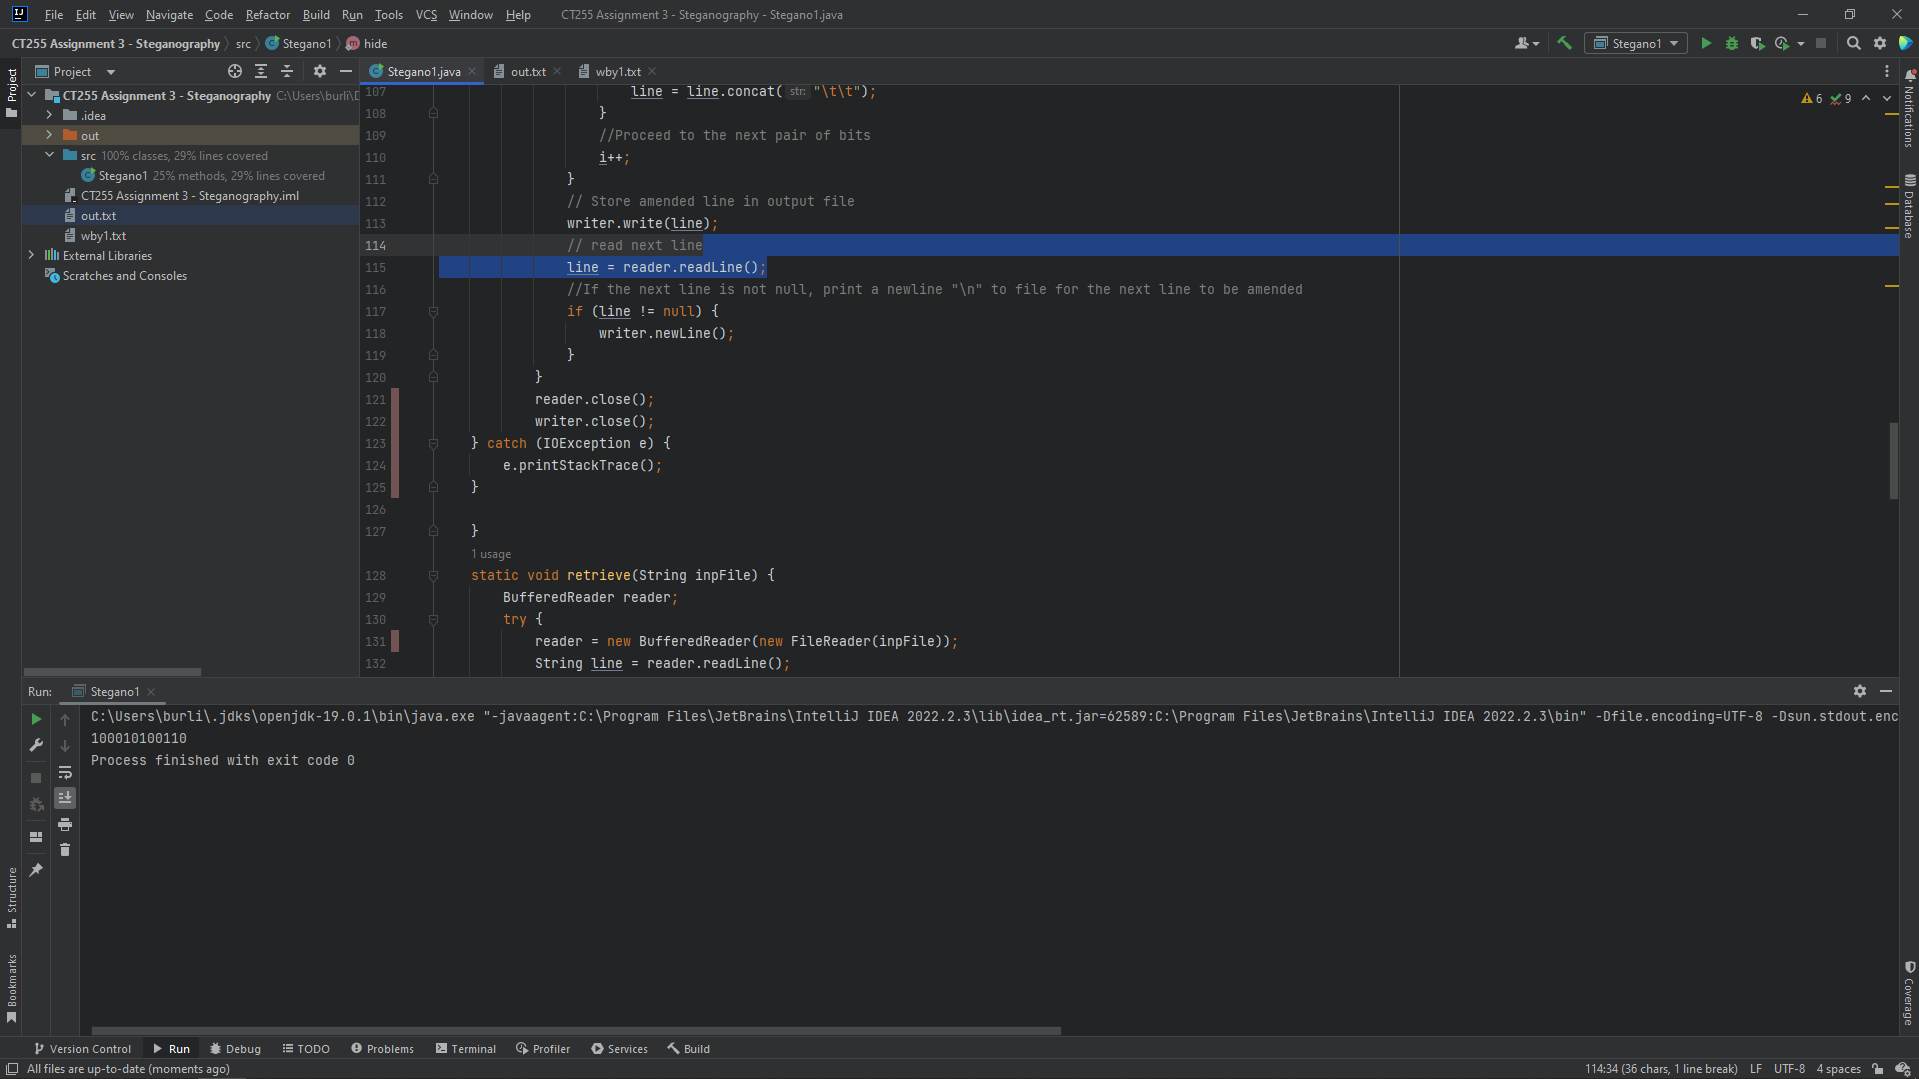 File Edit View Navigate Code Refactor Build Run Tools VCS Window Help CT255 Assignment 3 - Steganography - Stegano1.java
CT255 Assignment 3 - Steganography src Stegano1 hide Stegano1
Project Stegano1.java out.txt wby1.txt
Project
CT255 Assignment 3 - Steganography C:\Users\burli\D
.idea
out
src 100% classes, 29% lines covered
Stegano1 25% methods, 29% lines covered
CT255 Assignment 3 - Steganography.iml
out.txt
wby1.txt
External Libraries
Scratches and Consoles
6 9
107 line = line.concat( str: "\t\t");
108 }
109 //Proceed to the next pair of bits
110 i++;
111 }
112 // Store amended line in output file
113 writer.write(line);
114 // read next line
115 line = reader.readLine();
116 //If the next line is not null, print a newline "\n" to file for the next line to be amended
117 if (line != null) {
118 writer.newLine();
119 }
120 }
121 reader.close();
122 writer.close();
123 } catch (IOException e) {
124 e.printStackTrace();
125 }
126
127 }
1 usage
128 static void retrieve(String inpFile) {
129 BufferedReader reader;
130 try {
131 reader = new BufferedReader(new FileReader(inpFile));
132 String line = reader.readLine();
Notifications
Database
Run: Stegano1
C:\Users\burli\.jdks\openjdk-19.0.1\bin\java.exe "-javaagent:C:\Program Files\JetBrains\IntelliJ IDEA 2022.2.3\lib\idea_rt.jar=62589:C:\Program Files\JetBrains\IntelliJ IDEA 2022.2.3\bin" -Dfile.encoding=UTF-8 -Dsun.stdout.enc
100010100110
Process finished with exit code 0
Structure
Bookmarks
Coverage
Version Control Run Debug TODO Problems Terminal Profiler Services Build
All files are up-to-date (moments ago) 114:34 (36 chars, 1 line break) LF UTF-8 4 spaces